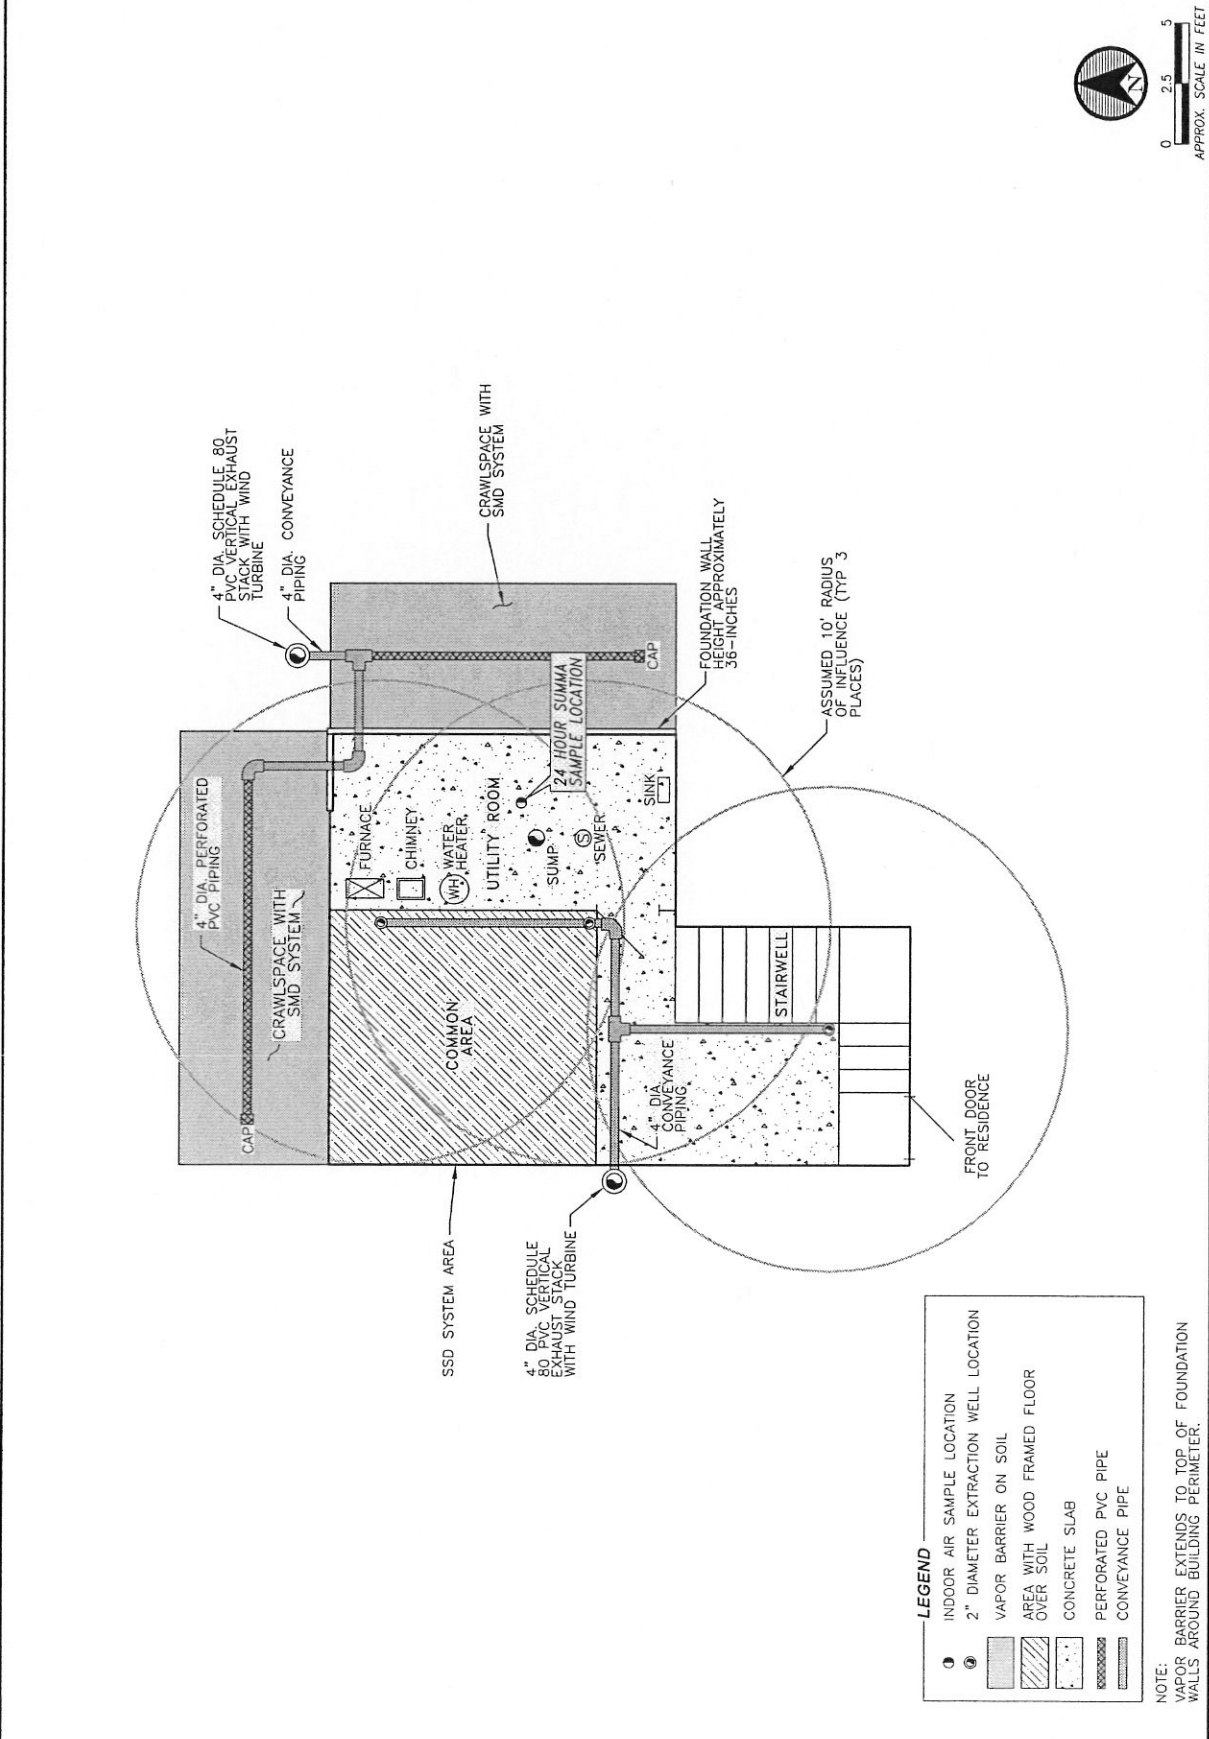 4" DIA. SCHEDULE 80
PVC VERTICAL EXHAUST
STACK WITH WIND
TURBINE
4" DIA. CONVEYANCE
PIPING
CRAWLSPACE WITH
SMD SYSTEM
FOUNDATION WALL
HEIGHT APPROXIMATELY
36-INCHES
ASSUMED 10' RADIUS
OF INFLUENCE (TYP 3
PLACES)
4" DIA. PERFORATED
PVC PIPING
CRAWLSPACE WITH
SMD SYSTEM
CAP
CAP
FURNACE
CHIMNEY
WH
WATER
HEATER
UTILITY ROOM
SUMP
S
SEWER
SINK
24 HOUR SUMMA
SAMPLE LOCATION
COMMON
AREA
4" DIA.
CONVEYANCE
PIPING
STAIRWELL
SSD SYSTEM AREA
4" DIA. SCHEDULE
80 PVC VERTICAL
EXHAUST STACK
WITH WIND TURBINE
FRONT DOOR
TO RESIDENCE
LEGEND
INDOOR AIR SAMPLE LOCATION
2" DIAMETER EXTRACTION WELL LOCATION
VAPOR BARRIER ON SOIL
AREA WITH WOOD FRAMED FLOOR
OVER SOIL
CONCRETE SLAB
PERFORATED PVC PIPE
CONVEYANCE PIPE
NOTE:
VAPOR BARRIER EXTENDS TO TOP OF FOUNDATION
WALLS AROUND BUILDING PERIMETER.
N
0 2.5 5
APPROX. SCALE IN FEET